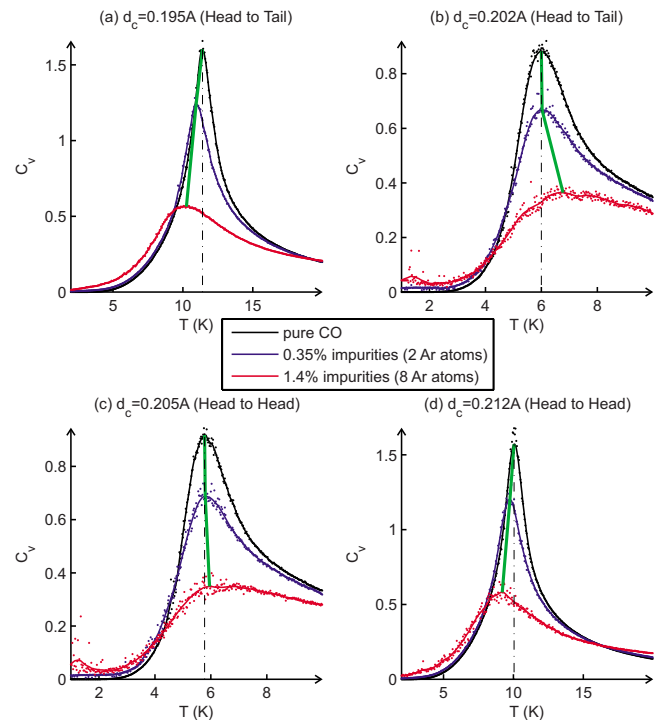 (a) d_c=0.195A (Head to Tail)
C_v
1.5
1
0.5
0
5
10
15
T (K)
(b) d_c=0.202A (Head to Tail)
C_v
0.8
0.6
0.4
0.2
0
2
4
6
8
T (K)
pure CO
0.35% impurities (2 Ar atoms)
1.4% impurities (8 Ar atoms)
(c) d_c=0.205A (Head to Head)
C_v
0.8
0.6
0.4
0.2
0
2
4
6
8
T (K)
(d) d_c=0.212A (Head to Head)
C_v
1.5
1
0.5
0
5
10
15
T (K)